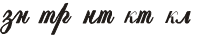 зн тр нт кт кл